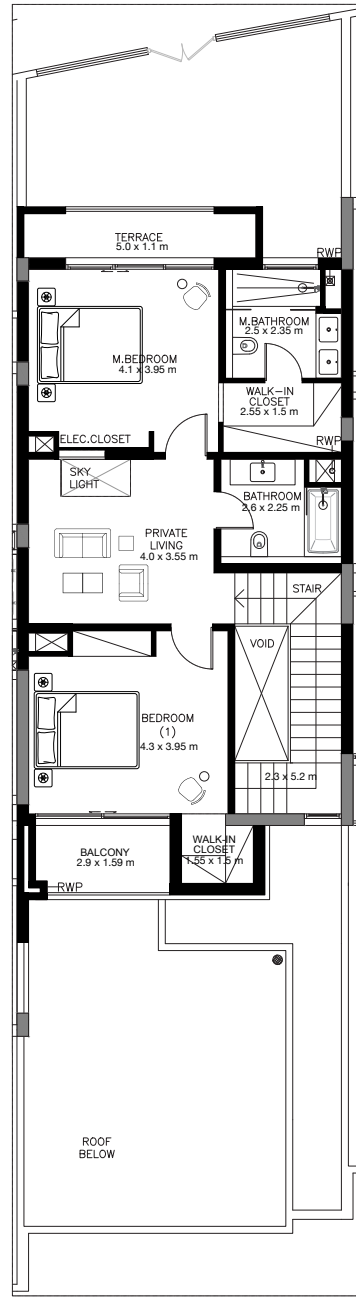 TERRACE
5.0 x 1.1 m
RWP
M.BATHROOM
2.5 x 2.35 m
M.BEDROOM
4.1 x 3.95 m
WALK-IN
CLOSET
2.55 x 1.5 m
ELEC.CLOSET
RWP
SKY
LIGHT
BATHROOM
2.6 x 2.25 m
PRIVATE
LIVING
4.0 x 3.55 m
STAIR
VOID
BEDROOM
(1)
4.3 x 3.95 m
2.3 x 5.2 m
WALK-IN
CLOSET
1.55 x 1.5 m
BALCONY
2.9 x 1.59 m
RWP
ROOF
BELOW